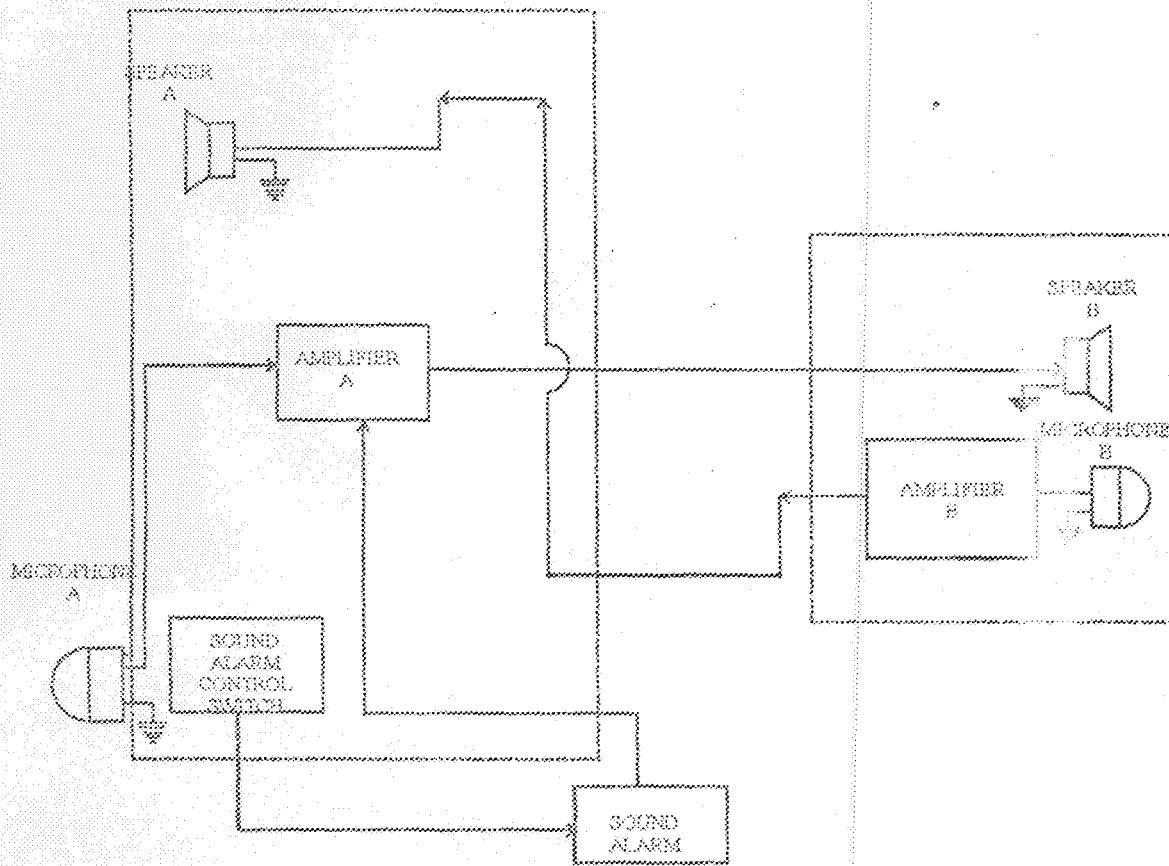 SPEAKER
A
SPEAKER
B
AMPLIFIER
A
MICROPHONE
B
AMPLIFIER
B
MICROPHONE
A
SOUND
ALARM
CONTROL
SWITCH
SOUND
ALARM